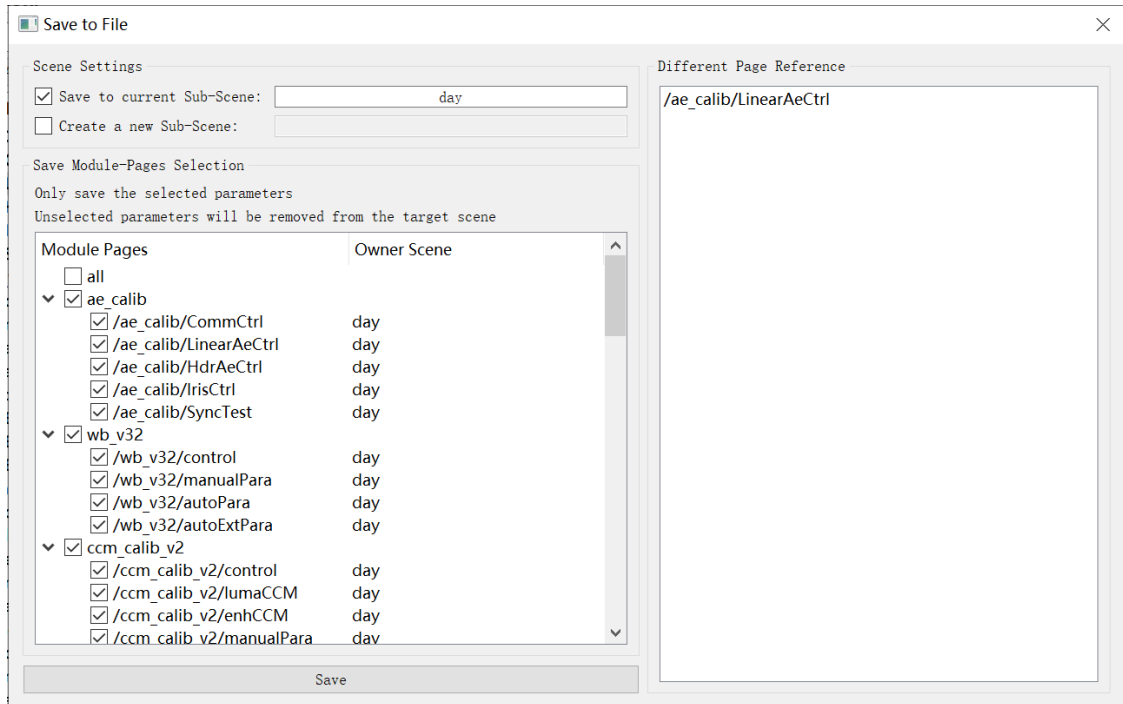 Save to File
Scene Settings
Save to current Sub-Scene: day
Create a new Sub-Scene:
Save Module-Pages Selection
Only save the selected parameters
Unselected parameters will be removed from the target scene
Module Pages Owner Scene
all
ae_calib
/ae_calib/CommCtrl day
/ae_calib/LinearAeCtrl day
/ae_calib/HdrAeCtrl day
/ae_calib/IrisCtrl day
/ae_calib/SyncTest day
wb_v32
/wb_v32/control day
/wb_v32/manualPara day
/wb_v32/autoPara day
/wb_v32/autoExtPara day
ccm_calib_v2
/ccm_calib_v2/control day
/ccm_calib_v2/lumaCCM day
/ccm_calib_v2/enhCCM day
/ccm_calib_v2/manualPara day
Save
Different Page Reference
/ae_calib/LinearAeCtrl